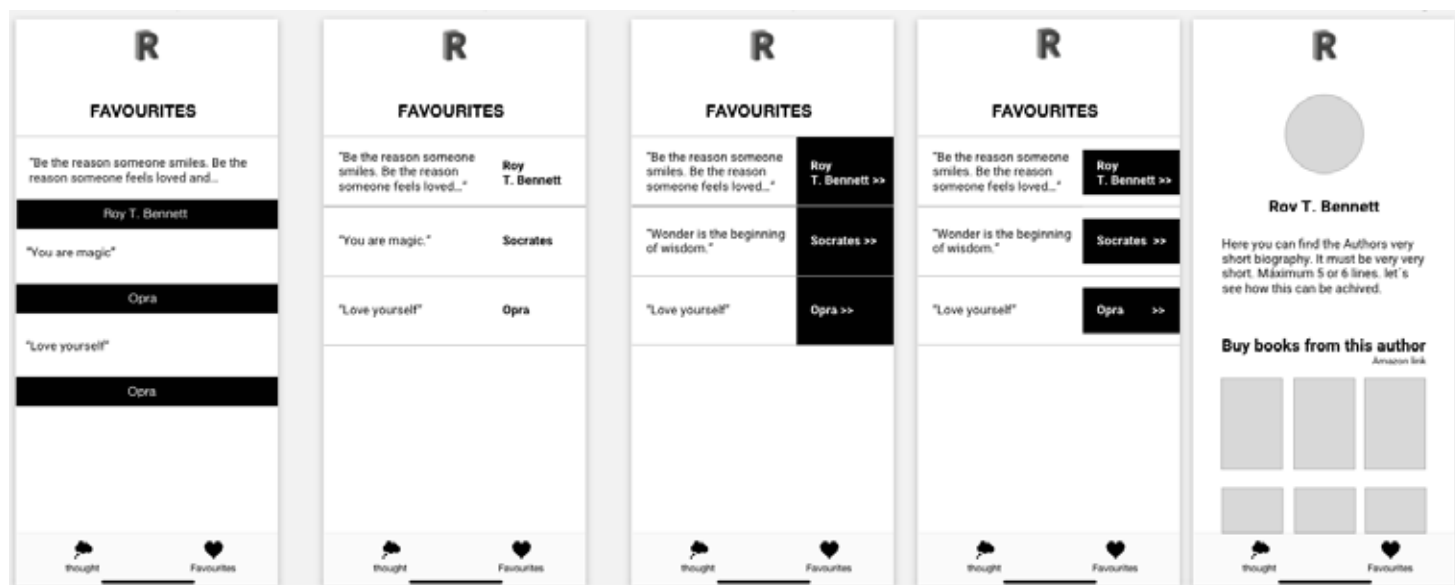 R
FAVOURITES
"Be the reason someone smiles. Be the
reason someone feels loved and...
Roy T. Bennett
"You are magic"
Opra
"Love yourself"
Opra
thought
Favourites
R
FAVOURITES
"Be the reason someone
smiles. Be the reason
someone feels loved..."
Roy
T. Bennett
"You are magic."
Socrates
"Love yourself"
Opra
thought
Favourites
R
FAVOURITES
"Be the reason someone
smiles. Be the reason
someone feels loved..."
Roy
T. Bennett >>
"Wonder is the beginning
of wisdom."
Socrates >>
"Love yourself"
Opra >>
thought
Favourites
R
FAVOURITES
"Be the reason someone
smiles. Be the reason
someone feels loved..."
Roy
T. Bennett >>
"Wonder is the beginning
of wisdom."
Socrates >>
"Love yourself"
Opra >>
thought
Favourites
R
Rov T. Bennett
Here you can find the Authors very
short biography. It must be very very
short. Máximum 5 or 6 lines. let´s
see how this can be achived.
Buy books from this author
Amazon link
thought
Favourites